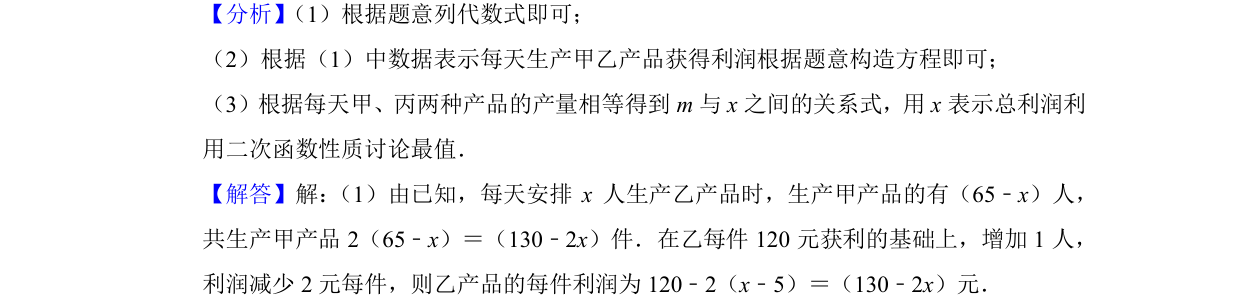 【分析】（1）根据题意列代数式即可；
（2）根据（1）中数据表示每天生产甲乙产品获得利润根据题意构造方程即可；
（3）根据每天甲、丙两种产品的产量相等得到 m 与 x 之间的关系式，用 x 表示总利润利
用二次函数性质讨论最值．
【解答】解：（1）由已知，每天安排 x 人生产乙产品时，生产甲产品的有（65﹣x）人，
共生产甲产品 2（65﹣x）＝（130﹣2x）件．在乙每件 120 元获利的基础上，增加 1 人，
利润减少 2 元每件，则乙产品的每件利润为 120﹣2（x﹣5）＝（130﹣2x）元．